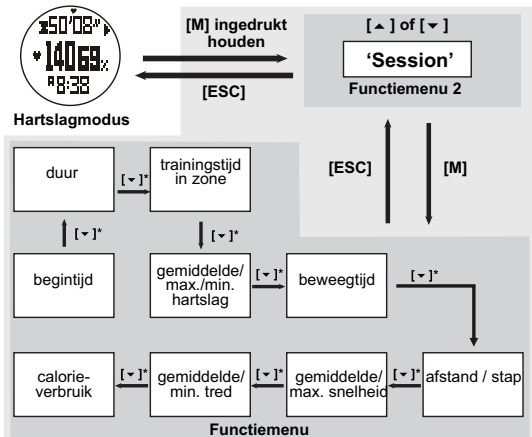 50'08"
140 69%
A 8:38
Hartslagmodus
[M] ingedrukt
houden
[ESC]
[▲] of [▼]
‘Session’
Functiemenu 2
[ESC]
[M]
duur
[▼]*
trainingstijd
in zone
[▼]*
[▼]*
begintijd
gemiddelde/
max./min.
hartslag
[▼]*
beweegtijd
[▼]*
calorie-
verbruik
[▼]*
gemiddelde/
min. tred
[▼]*
gemiddelde/
max. snelheid
[▼]*
afstand / stap
Functiemenu